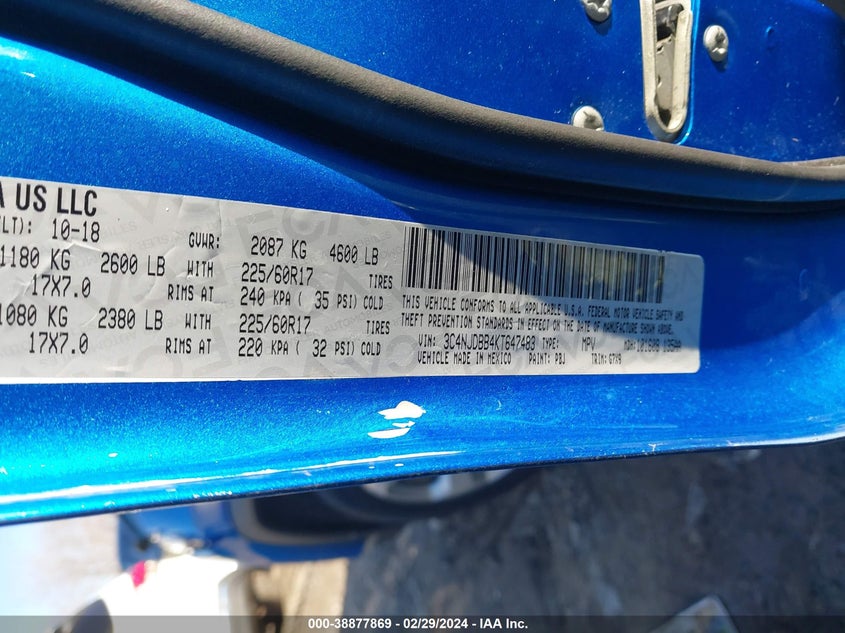 A US LLC
LT): 10-18 GVWR: 2087 KG 4600 LB
1180 KG 2600 LB WITH 225/60R17 TIRES
17X7.0 RIMS AT 240 KPA ( 35 PSI) COLD
1080 KG 2380 LB WITH 225/60R17 TIRES
17X7.0 RIMS AT 220 KPA ( 32 PSI) COLD
THIS VEHICLE CONFORMS TO ALL APPLICABLE U.S.A. FEDERAL MOTOR VEHICLE SAFETY AND
THEFT PREVENTION STANDARDS IN EFFECT ON THE DATE OF MANUFACTURE SHOWN ABOVE.
VIN: 3C4NJDBB4KT647480 TYPE: MPV
VEHICLE MADE IN MEXICO PAINT: PBJ TRIM:
000-38877869 / 02/29/2024 - IAA Inc.